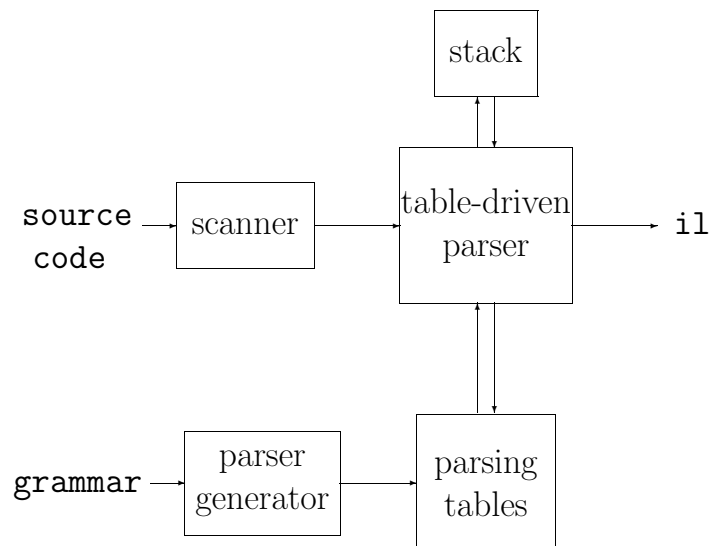 stack
source
code
scanner
table-driven
parser
il
grammar
parser
generator
parsing
tables